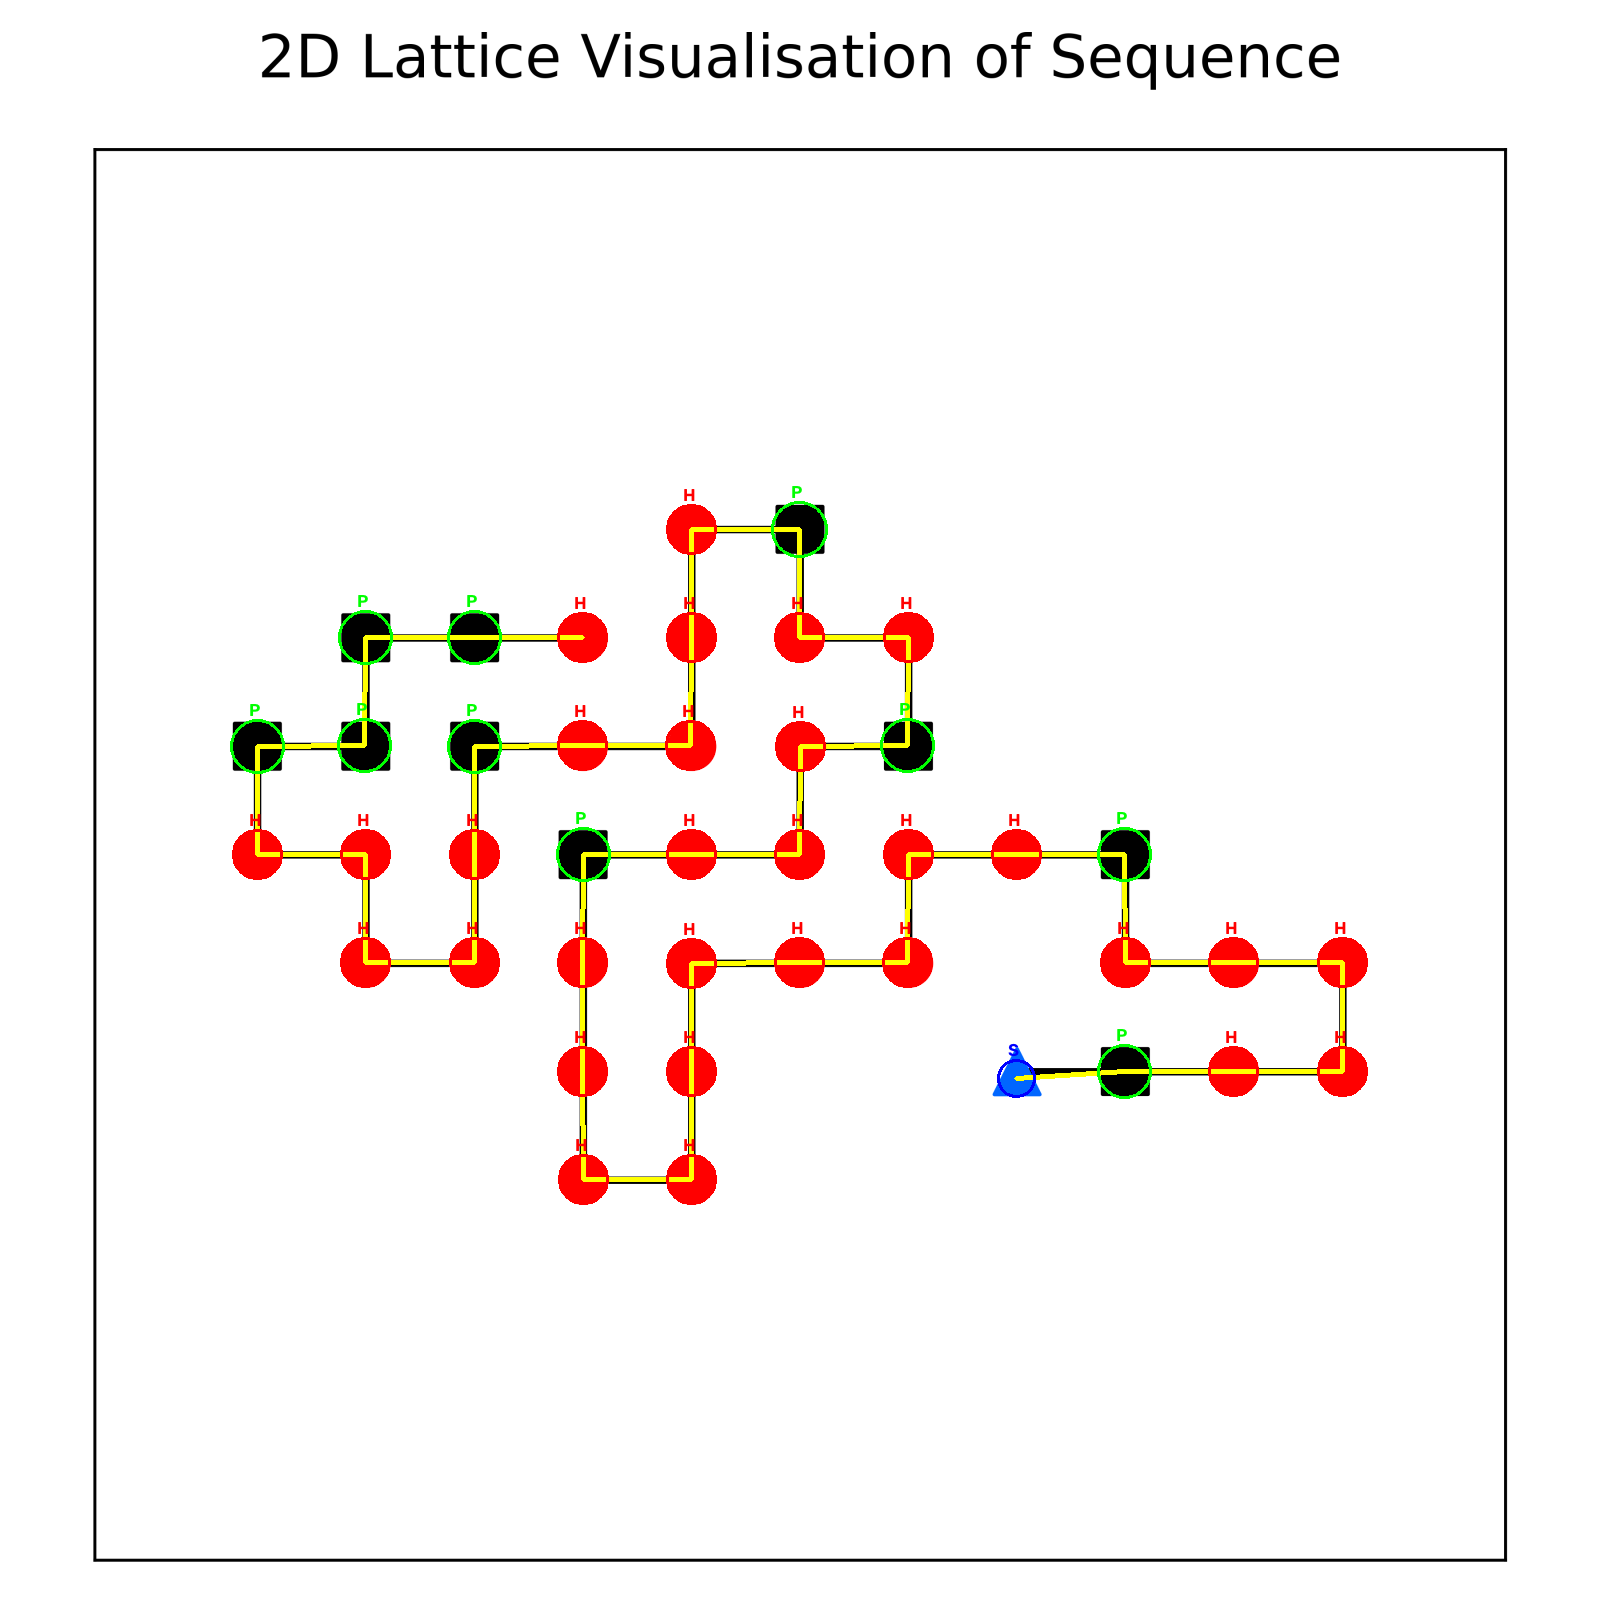 2D Lattice Visualisation of Sequence
H P
P P H H H H
P P P H H H P
H H H P H H H H P
H H H H H H H H H
H H S P H H
H H